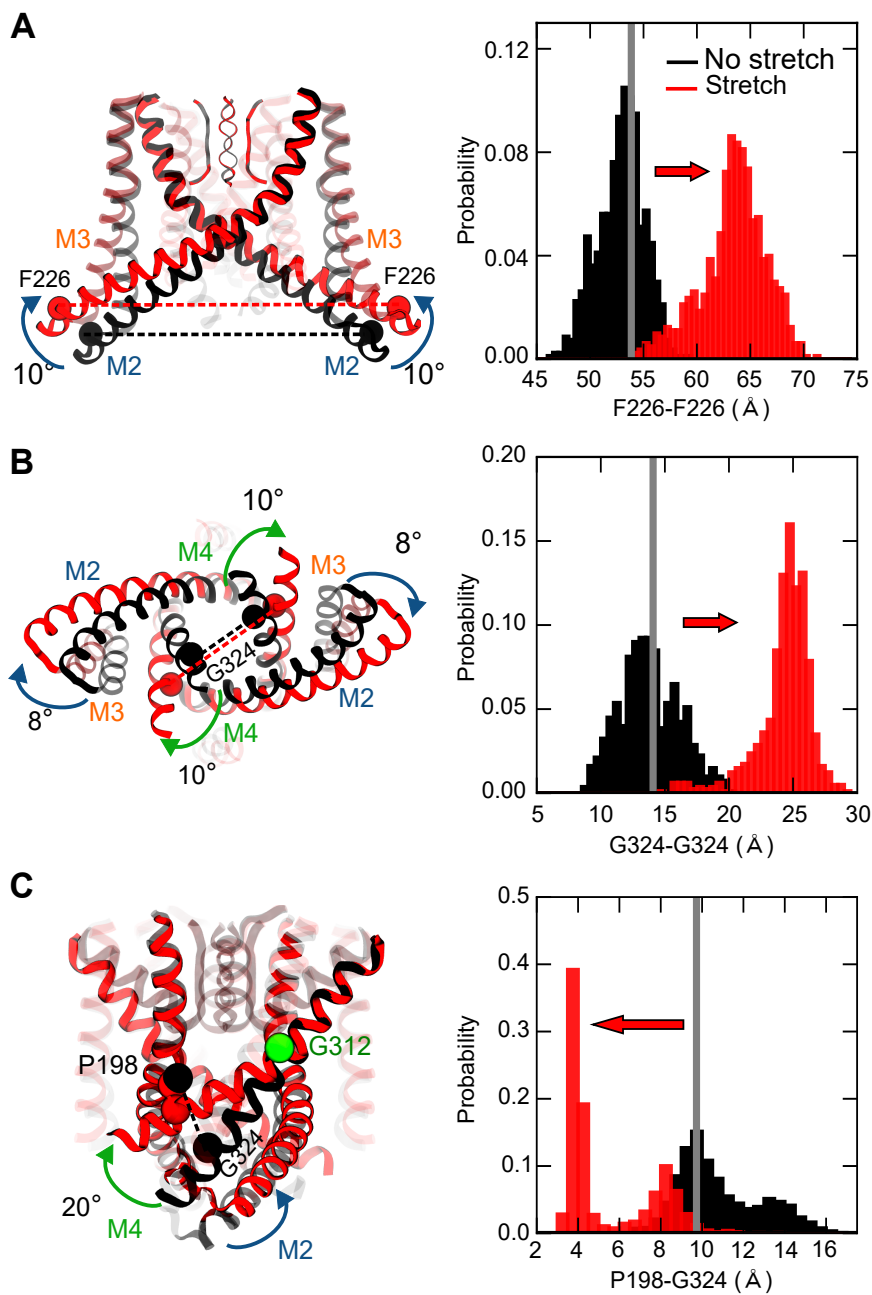 A
M3
M3
F226
F226
10°
M2
M2
10°
No stretch
Stretch
Probability
0.12
0.08
0.04
0.00
45 50 55 60 65 70 75
F226-F226 (Å)
B
10°
M4
M3
8°
M2
G324
M2
8°
M3
M4
10°
Probability
0.20
0.15
0.10
0.05
0.00
5 10 15 20 25 30
G324-G324 (Å)
C
G312
P198
G324
20°
M4
M2
Probability
0.5
0.4
0.3
0.2
0.1
0.0
2 4 6 8 10 12 14 16
P198-G324 (Å)